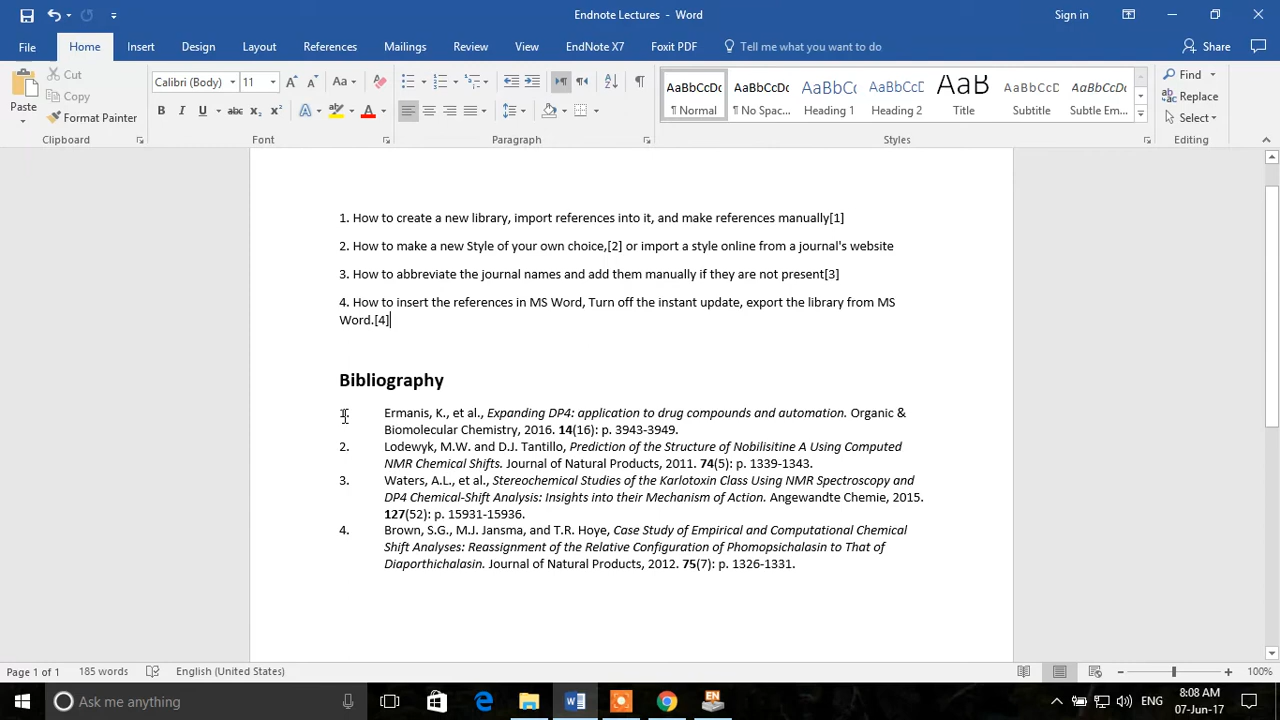 Endnote Lectures - Word
Sign in
File Home Insert Design Layout References Mailings Review View EndNote X7 Foxit PDF Tell me what you want to do Share
Paste
Cut
Copy
Format Painter
Clipboard
Calibri (Body) 11
Font
Paragraph
AaBbCcDc AaBbCcDc AaBbCc AaBbCcD AaB AaBbCcD AaBbCcDc
¶ Normal ¶ No Spac... Heading 1 Heading 2 Title Subtitle Subtle Em...
Styles
Find
Replace
Select
Editing
1. How to create a new library, import references into it, and make references manually[1]
2. How to make a new Style of your own choice,[2] or import a style online from a journal's website
3. How to abbreviate the journal names and add them manually if they are not present[3]
4. How to insert the references in MS Word, Turn off the instant update, export the library from MS
Word.[4]
Bibliography
1. Ermanis, K., et al., Expanding DP4: application to drug compounds and automation. Organic &
Biomolecular Chemistry, 2016. 14(16): p. 3943-3949.
2. Lodewyk, M.W. and D.J. Tantillo, Prediction of the Structure of Nobilisitine A Using Computed
NMR Chemical Shifts. Journal of Natural Products, 2011. 74(5): p. 1339-1343.
3. Waters, A.L., et al., Stereochemical Studies of the Karlotoxin Class Using NMR Spectroscopy and
DP4 Chemical-Shift Analysis: Insights into their Mechanism of Action. Angewandte Chemie, 2015.
127(52): p. 15931-15936.
4. Brown, S.G., M.J. Jansma, and T.R. Hoye, Case Study of Empirical and Computational Chemical
Shift Analyses: Reassignment of the Relative Configuration of Phomopsichalasin to That of
Diaporthichalasin. Journal of Natural Products, 2012. 75(7): p. 1326-1331.
Page 1 of 1 185 words English (United States) 100%
Ask me anything
ENG
8:08 AM
07-Jun-17